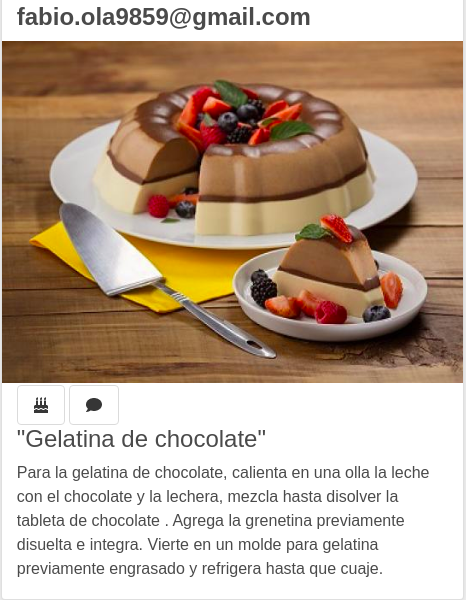 fabio.ola9859@gmail.com
"Gelatina de chocolate"
Para la gelatina de chocolate, calienta en una olla la leche
con el chocolate y la lechera, mezcla hasta disolver la
tableta de chocolate . Agrega la grenetina previamente
disuelta e integra. Vierte en un molde para gelatina
previamente engrasado y refrigera hasta que cuaje.